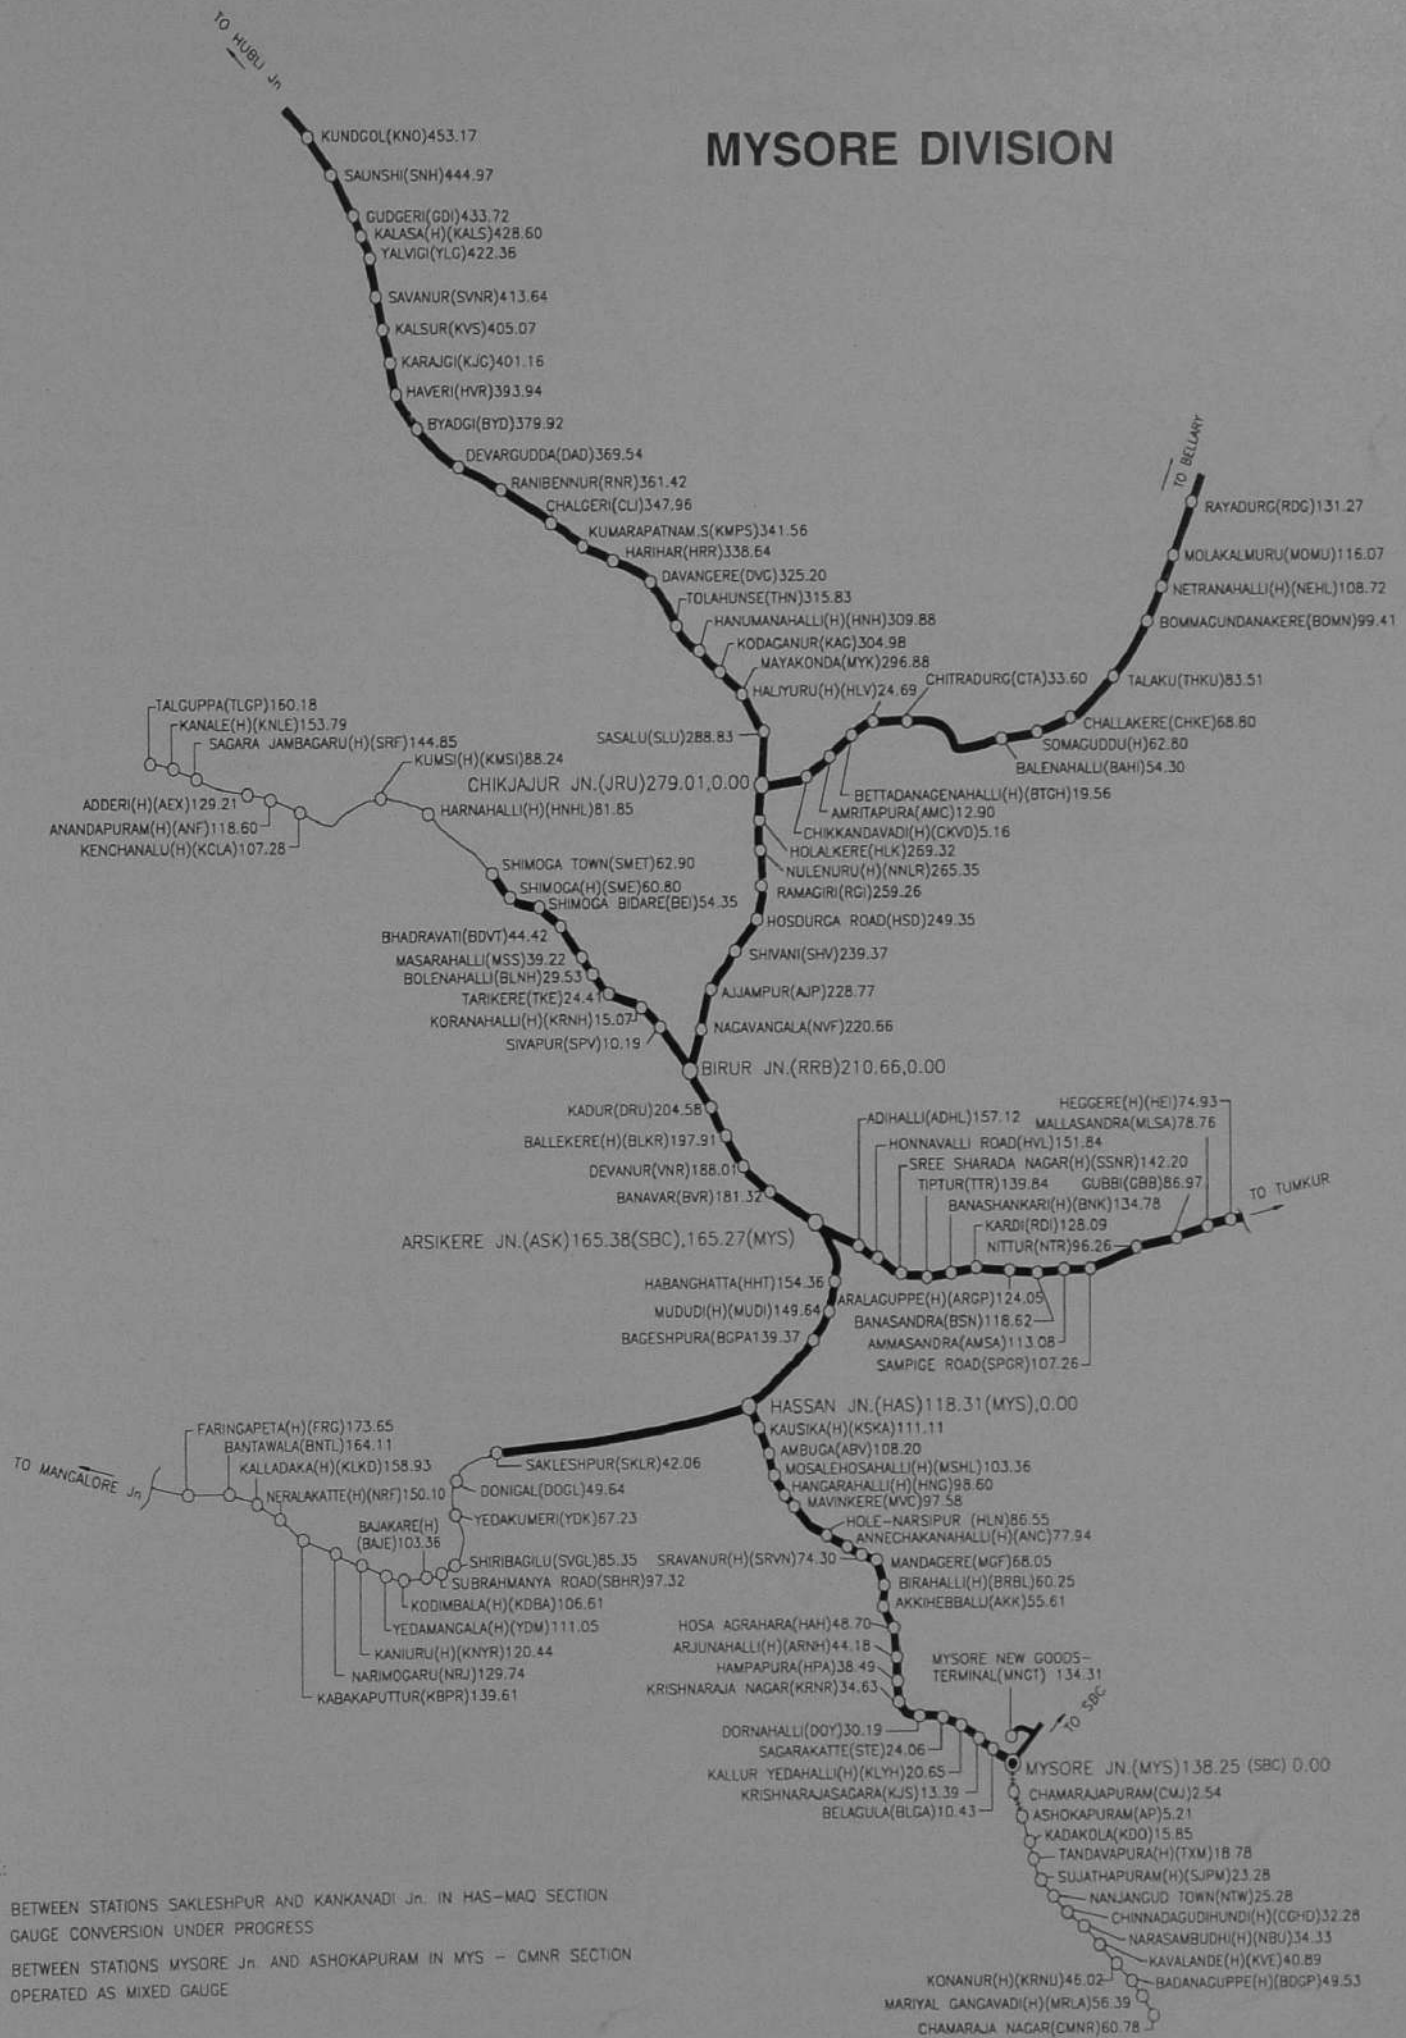 TO HUBLI Jn
MYSORE DIVISION
KUNDGOL(KNO)453.17
SAUNSHI(SNH)444.97
GUDGERI(GDI)433.72
KALASA(H)(KALS)428.60
YALVIGI(YLG)422.36
SAVANUR(SVNR)413.64
KALSUR(KVS)405.07
KARAJGI(KJG)401.16
HAVERI(HVR)393.94
BYADGI(BYD)379.92
DEVARGUDDA(DAD)369.54
RANIBENNUR(RNR)361.42
CHALGERI(CLI)347.96
KUMARAPATNAM.S(KMPS)341.56
HARIHAR(HRR)338.64
DAVANGERE(DVG)325.20
TOLAHUNSE(THN)315.83
HANUMANAHALLI(H)(HNH)309.88
KODAGANUR(KAG)304.98
MAYAKONDA(MYK)296.88
SASALU(SLU)288.83
CHIKJAJUR JN.(JRU)279.01,0.00
TO BELLARY
RAYADURG(RDG)131.27
MOLAKALMURU(MOMU)116.07
NETRANAHALLI(H)(NEHL)108.72
BOMMAGUNDANAKERE(BOMN)99.41
TALAKU(THKU)83.51
CHALLAKERE(CHKE)68.80
SOMAGUDDU(H)62.80
BALENAHALLI(BAHI)54.30
CHITRADURG(CTA)33.60
HALIYURU(H)(HLV)24.69
BETTADANAGENAHALLI(H)(BTGH)19.56
AMRITAPURA(AMC)12.90
CHIKKANDAVADI(H)(CKVD)5.16
HOLALKERE(HLK)269.32
NULENURU(H)(NNLR)265.35
RAMAGIRI(RGI)259.26
HOSDURGA ROAD(HSD)249.35
SHIVANI(SHV)239.37
AJJAMPUR(AJP)228.77
NAGAVANGALA(NVF)220.66
BIRUR JN.(RRB)210.66,0.00
TALGUPPA(TLGP)160.18
KANALE(H)(KNLE)153.79
SAGARA JAMBAGARU(H)(SRF)144.85
ADDERI(H)(AEX)129.21
ANANDAPURAM(H)(ANF)118.60
KENCHANALU(H)(KCLA)107.28
KUMSI(H)(KMSI)88.24
HARNAHALLI(H)(HNHL)81.85
SHIMOGA TOWN(SMET)62.90
SHIMOGA(H)(SME)60.80
SHIMOGA BIDARE(BEI)54.35
BHADRAVATI(BDVT)44.42
MASARAHALLI(MSS)39.22
BOLENAHALLI(BLNH)29.53
TARIKERE(TKE)24.41
KORANAHALLI(H)(KRNH)15.07
SIVAPUR(SPV)10.19
KADUR(DRU)204.58
BALLEKERE(H)(BLKR)197.91
DEVANUR(VNR)188.01
BANAVAR(BVR)181.32
ARSIKERE JN.(ASK)165.38(SBC),165.27(MYS)
ADIHALLI(ADHL)157.12
HONNAVALLI ROAD(HVL)151.84
SREE SHARADA NAGAR(H)(SSNR)142.20
TIPTUR(TTR)139.84
BANASHANKARI(H)(BNK)134.78
KARDI(RDI)128.09
ARALAGUPPE(H)(ARGP)124.05
BANASANDRA(BSN)118.62
AMMASANDRA(AMSA)113.08
SAMPIGE ROAD(SPGR)107.26
NITTUR(NTR)96.26
GUBBI(GBB)86.97
MALLASANDRA(MLSA)78.76
HEGGERE(H)(HEI)74.93
TO TUMKUR
HABANGHATTA(HHT)154.36
MUDUDI(H)(MUDI)149.64
BAGESHPURA(BGPA139.37
HASSAN JN.(HAS)118.31(MYS),0.00
TO MANGALORE Jn
FARINGAPETA(H)(FRG)173.65
BANTAWALA(BNTL)164.11
KALLADAKA(H)(KLKD)158.93
NERALAKATTE(H)(NRF)150.10
KABAKAPUTTUR(KBPR)139.61
NARIMOGARU(NRJ)129.74
KANIURU(H)(KNYR)120.44
YEDAMANGALA(H)(YDM)111.05
KODIMBALA(H)(KDBA)106.61
BAJAKARE(H)
(BAJE)103.36
SUBRAHMANYA ROAD(SBHR)97.32
SHIRIBAGILU(SVGL)85.35
YEDAKUMERI(YDK)67.23
DONIGAL(DOGL)49.64
SAKLESHPUR(SKLR)42.06
KAUSIKA(H)(KSKA)111.11
AMBUGA(ABV)108.20
MOSALEHOSAHALLI(H)(MSHL)103.36
HANGARAHALLI(H)(HNG)98.60
MAVINKERE(MVC)97.58
HOLE-NARSIPUR (HLN)86.55
ANNECHAKANAHALLI(H)(ANC)77.94
SRAVANUR(H)(SRVN)74.30
MANDAGERE(MGF)68.05
BIRAHALLI(H)(BRBL)60.25
AKKIHEBBALU(AKK)55.61
HOSA AGRAHARA(HAH)48.70
ARJUNAHALLI(H)(ARNH)44.18
HAMPAPURA(HPA)38.49
KRISHNARAJA NAGAR(KRNR)34.63
DORNAHALLI(DOY)30.19
SAGARAKATTE(STE)24.06
KALLUR YEDAHALLI(H)(KLYH)20.65
KRISHNARAJASAGARA(KJS)13.39
BELAGULA(BLGA)10.43
MYSORE NEW GOODS-
TERMINAL(MNGT) 134.31
TO SBC
MYSORE JN.(MYS)138.25 (SBC) 0.00
CHAMARAJAPURAM(CMJ)2.54
ASHOKAPURAM(AP)5.21
KADAKOLA(KDO)15.85
TANDAVAPURA(H)(TXM)18.78
SUJATHAPURAM(H)(SJPM)23.28
NANJANGUD TOWN(NTW)25.28
CHINNADAGUDIHUNDI(H)(CGHD)32.28
NARASAMBUDHI(H)(NBU)34.33
KAVALANDE(H)(KVE)40.89
KONANUR(H)(KRNU)46.02
BADANAGUPPE(H)(BDGP)49.53
MARIYAL GANGAVADI(H)(MRLA)56.39
CHAMARAJA NAGAR(CMNR)60.78
BETWEEN STATIONS SAKLESHPUR AND KANKANADI Jn. IN HAS-MAQ SECTION
GAUGE CONVERSION UNDER PROGRESS
BETWEEN STATIONS MYSORE Jn. AND ASHOKAPURAM IN MYS - CMNR SECTION
OPERATED AS MIXED GAUGE